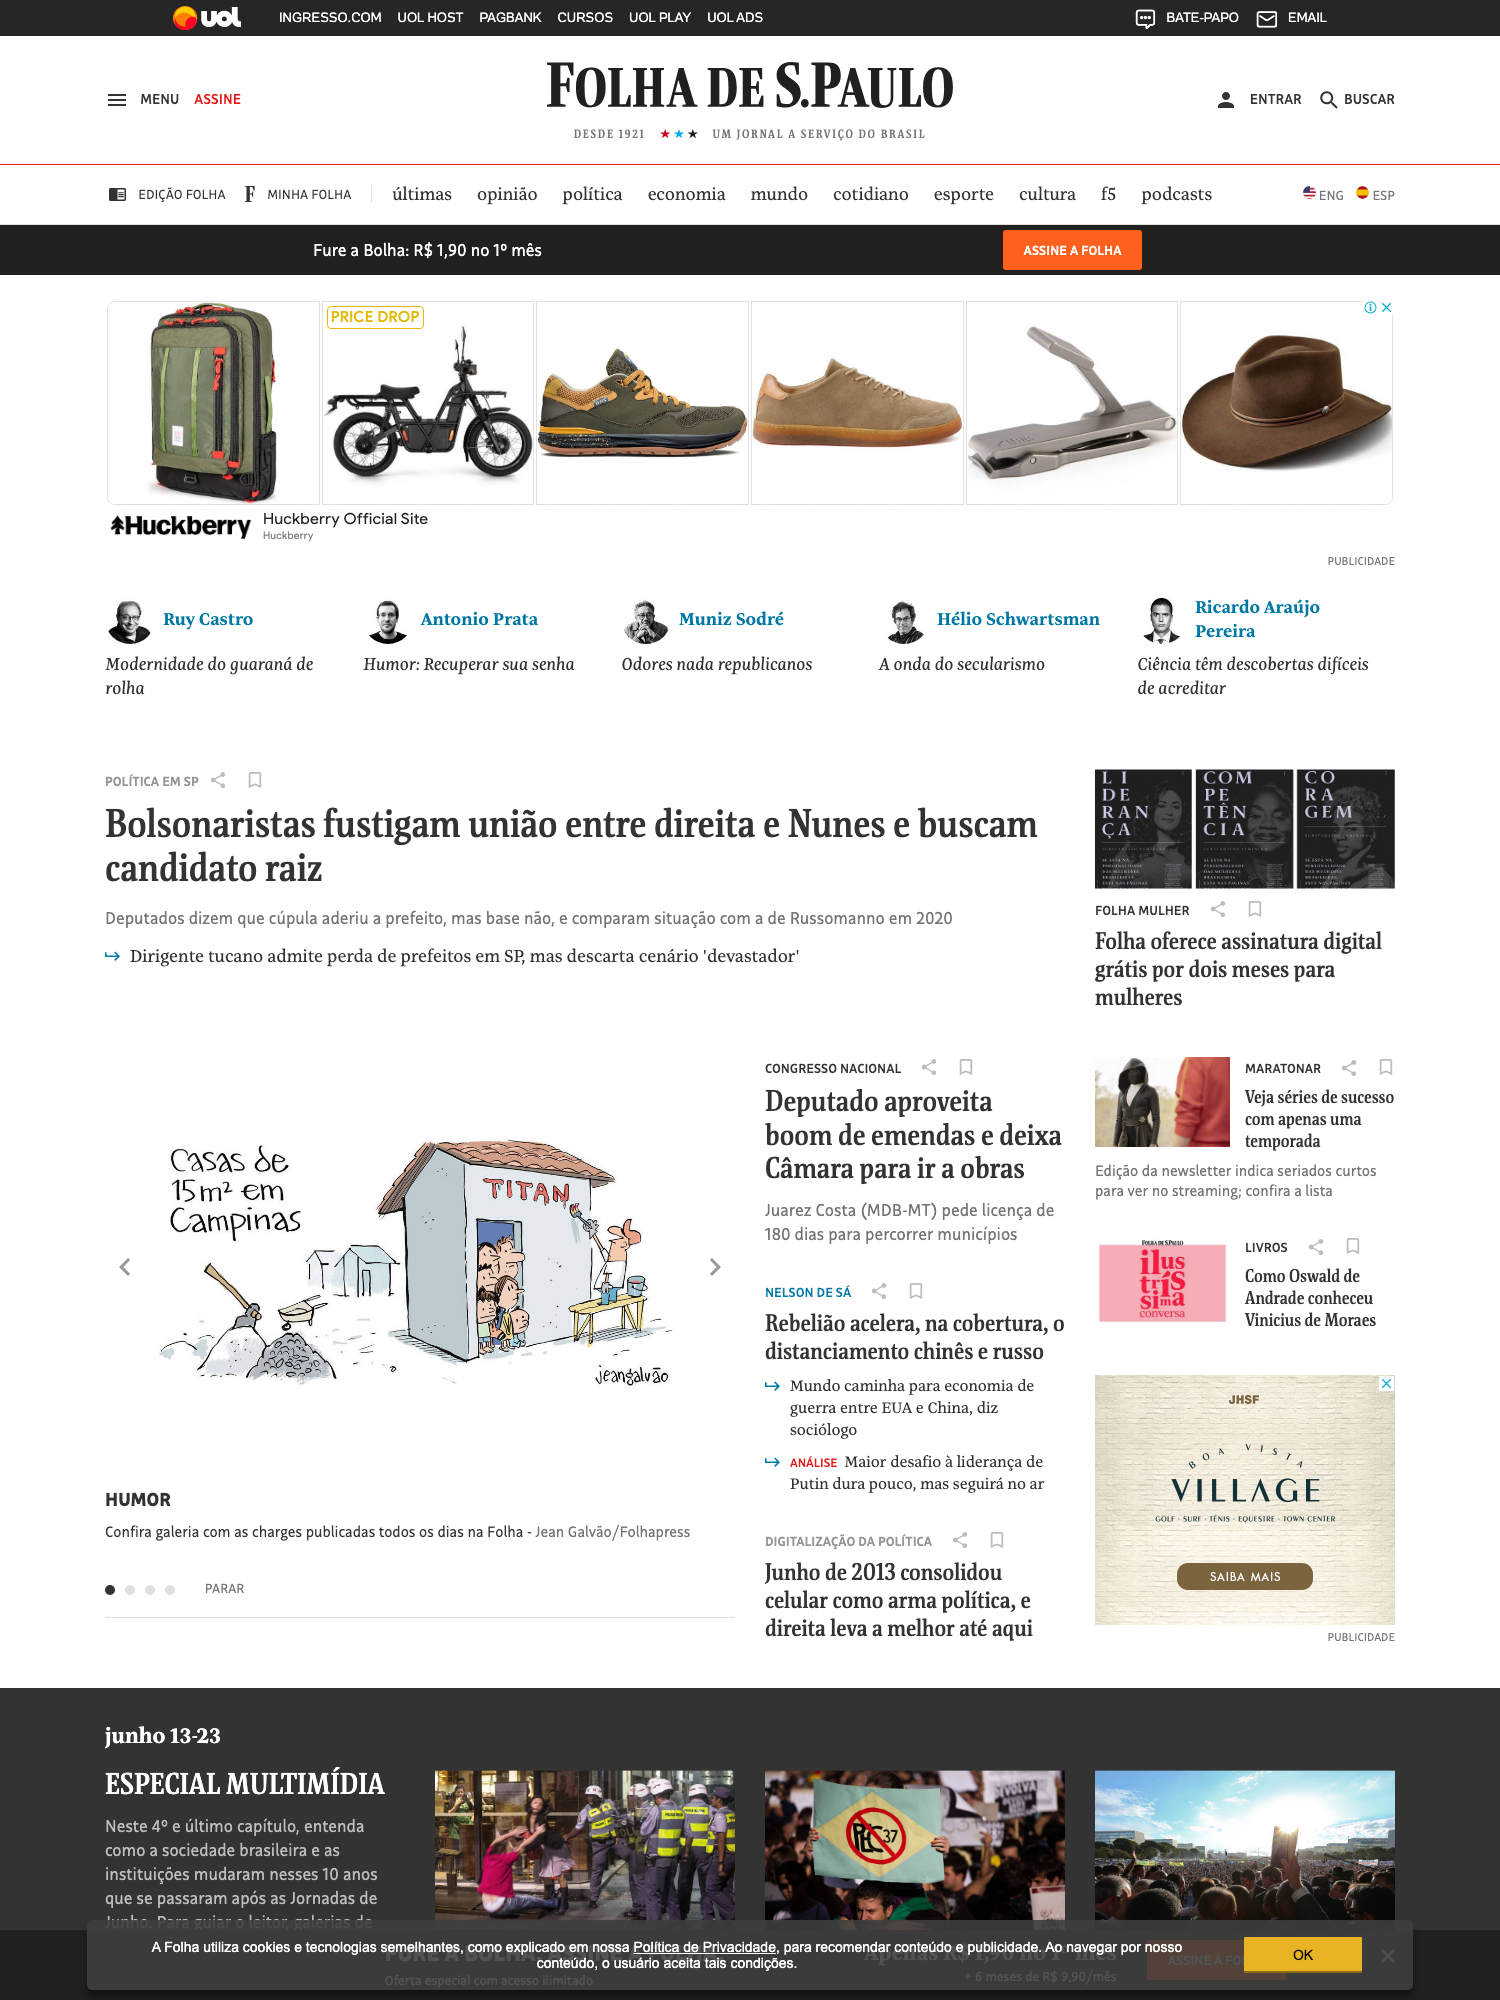 uol INGRESSO.COM UOL HOST PAGBANK CURSOS UOL PLAY UOL ADS BATE-PAPO EMAIL
MENU ASSINE FOLHA DE S.PAULO ENTRAR BUSCAR
DESDE 1921 ★★★ UM JORNAL A SERVIÇO DO BRASIL
EDIÇÃO FOLHA F MINHA FOLHA últimas opinião política economia mundo cotidiano esporte cultura f5 podcasts ENG ESP
Fure a Bolha: R$ 1,90 no 1º mês ASSINE A FOLHA
PRICE DROP
Huckberry Huckberry Official Site
Huckberry
PUBLICIDADE
Ruy Castro
Modernidade do guaraná de
rolha
Antonio Prata
Humor: Recuperar sua senha
Muniz Sodré
Odores nada republicanos
Hélio Schwartsman
A onda do secularismo
Ricardo Araújo
Pereira
Ciência têm descobertas difíceis
de acreditar
POLÍTICA EM SP
Bolsonaristas fustigam união entre direita e Nunes e buscam
candidato raiz
Deputados dizem que cúpula aderiu a prefeito, mas base não, e comparam situação com a de Russomanno em 2020
Dirigente tucano admite perda de prefeitos em SP, mas descarta cenário 'devastador'
LI
DE
RAN
ÇA
COM
PE
TÊN
CIA
CO
RA
GEM
FOLHA MULHER
Folha oferece assinatura digital
grátis por dois meses para
mulheres
Casas de
15m² em
Campinas
TITAN
jeangalvão
HUMOR
Confira galeria com as charges publicadas todos os dias na Folha - Jean Galvão/Folhapress
PARAR
CONGRESSO NACIONAL
Deputado aproveita
boom de emendas e deixa
Câmara para ir a obras
Juarez Costa (MDB-MT) pede licença de
180 dias para percorrer municípios
NELSON DE SÁ
Rebelião acelera, na cobertura, o
distanciamento chinês e russo
Mundo caminha para economia de
guerra entre EUA e China, diz
sociólogo
ANÁLISE Maior desafio à liderança de
Putin dura pouco, mas seguirá no ar
DIGITALIZAÇÃO DA POLÍTICA
Junho de 2013 consolidou
celular como arma política, e
direita leva a melhor até aqui
MARATONAR
Veja séries de sucesso
com apenas uma
temporada
Edição da newsletter indica seriados curtos
para ver no streaming; confira a lista
FOLHA DE S.PAULO
ilus
trís
sima
conversa
LIVROS
Como Oswald de
Andrade conheceu
Vinicius de Moraes
JHSF
BOA VISTA
VILLAGE
GOLF · SURF · TÊNIS · EQUESTRE · TOWN CENTER
SAIBA MAIS
PUBLICIDADE
junho 13-23
ESPECIAL MULTIMÍDIA
Neste 4º e último capítulo, entenda
como a sociedade brasileira e as
instituições mudaram nesses 10 anos
que se passaram após as Jornadas de
Junho. Para guiar o leitor, galerias de
PEC 37
A Folha utiliza cookies e tecnologias semelhantes, como explicado em nossa Política de Privacidade, para recomendar conteúdo e publicidade. Ao navegar por nosso
conteúdo, o usuário aceita tais condições.
OK
Oferta especial com acesso ilimitado
Apenas R$ 1,90 no 1º mês
+ 6 meses de R$ 9,90/mês
ASSINE A FO